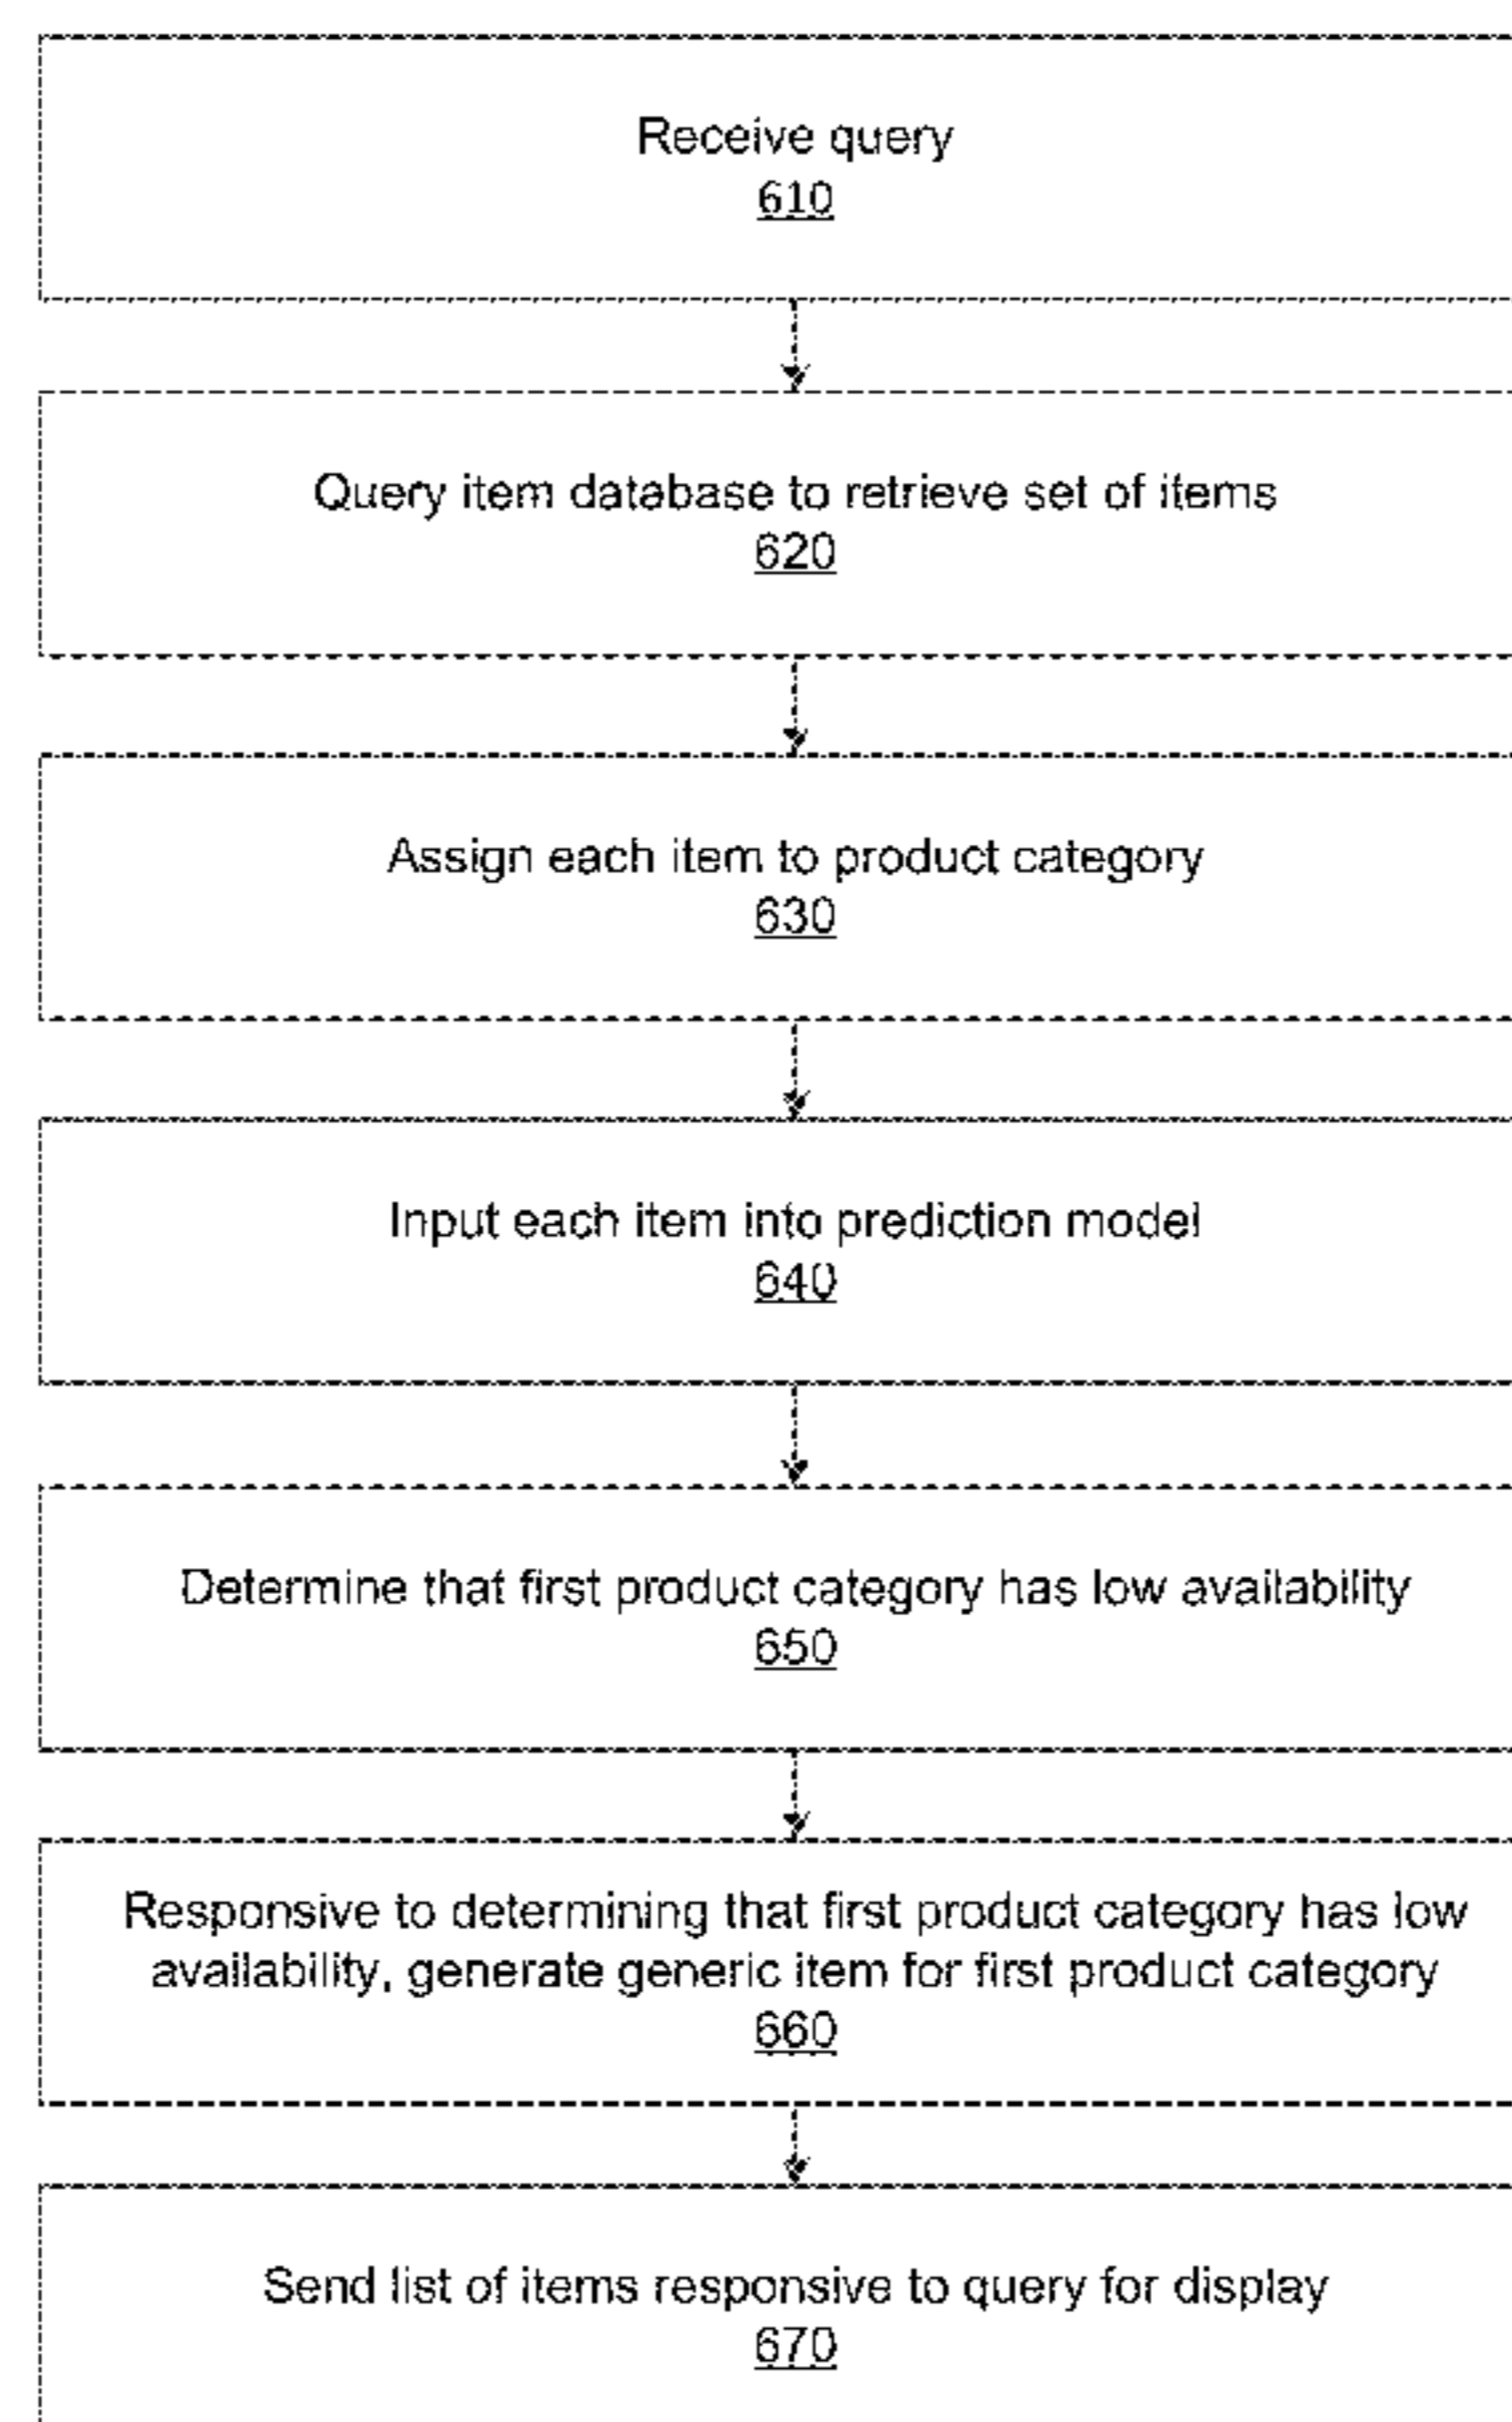 Receive query
610
Query item database to retrieve set of items
620
Assign each item to product category
630
Input each item into prediction model
640
Determine that first product category has low availability
650
Responsive to determining that first product category has low
availability, generate generic item for first product category
660
Send list of items responsive to query for display
670